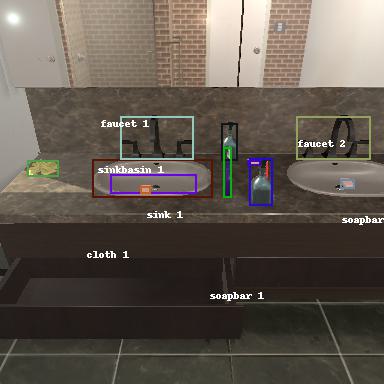 faucet 1
faucet 2
sinkbasin 1
sink 1
soapbar
cloth 1
soapbar 1